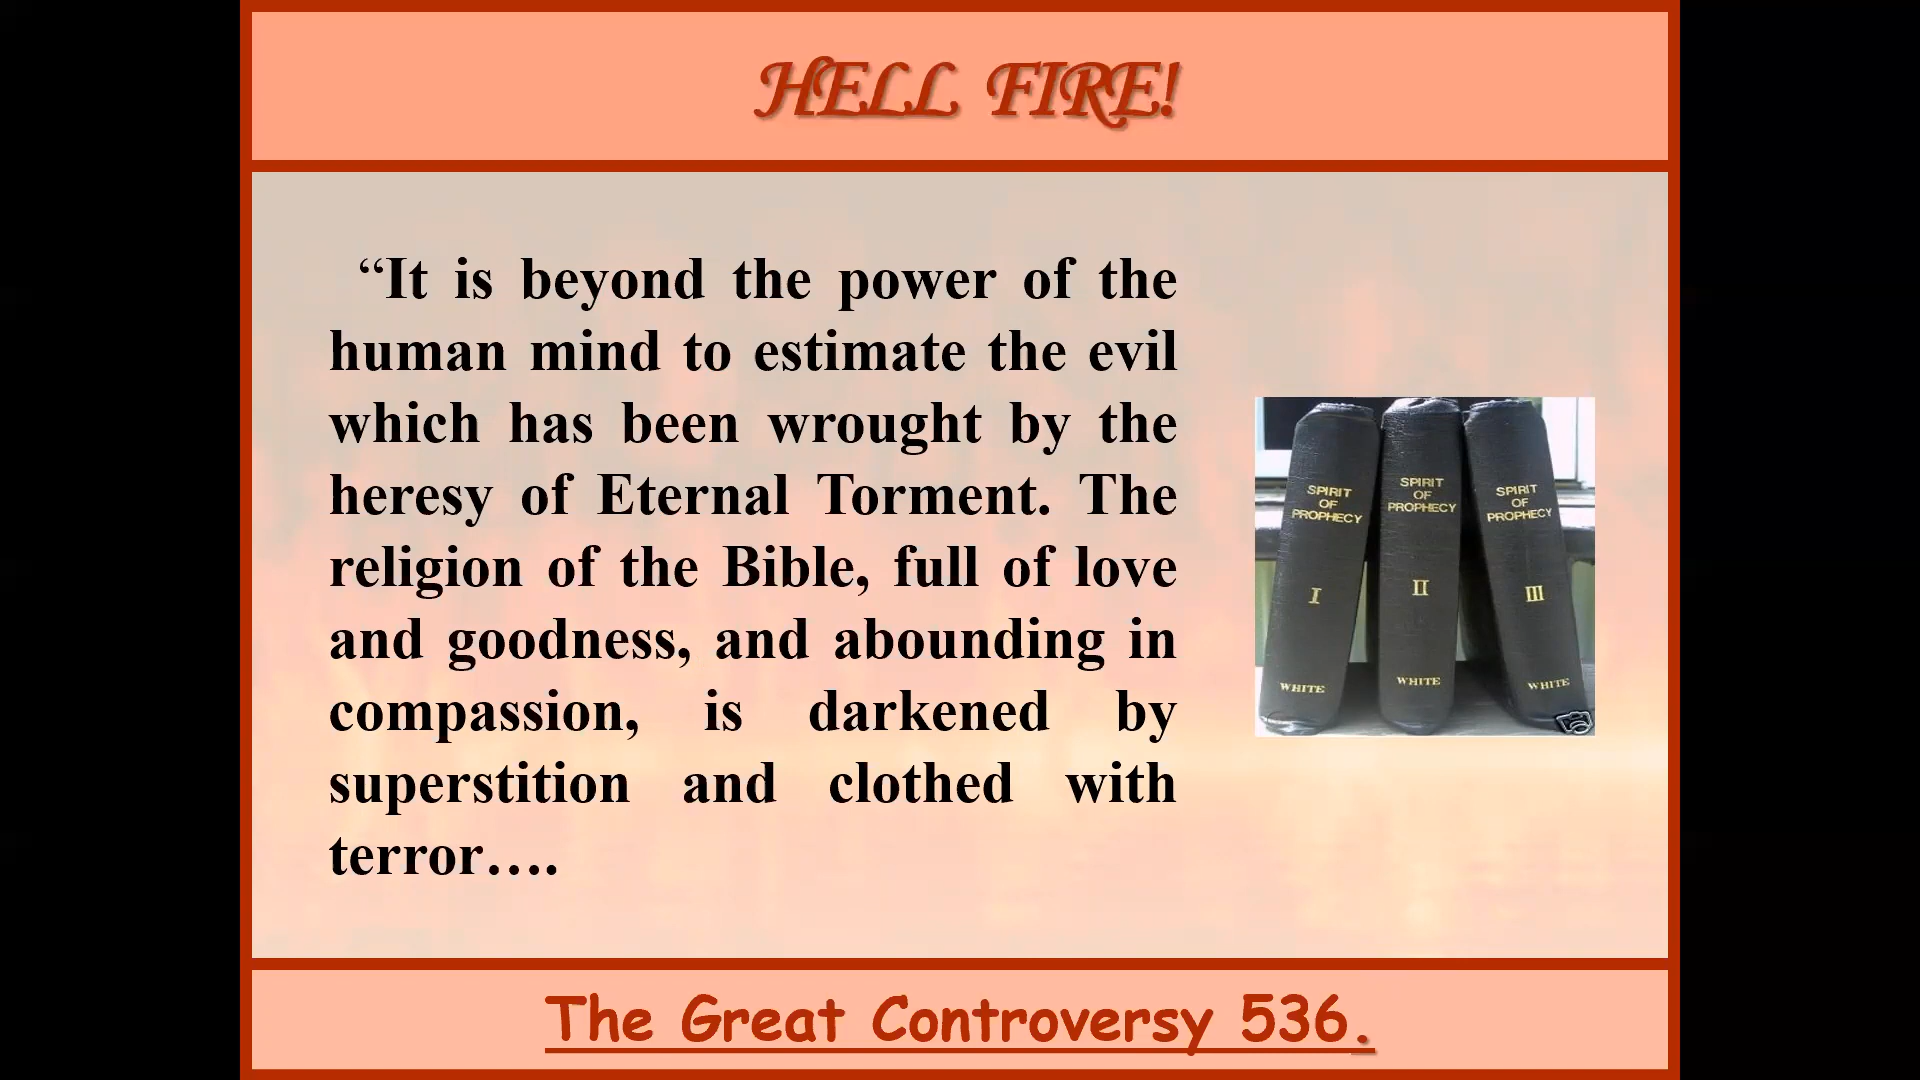 HELL FIRE!
“It is beyond the power of the
human mind to estimate the evil
which has been wrought by the
heresy of Eternal Torment. The
religion of the Bible, full of love
and goodness, and abounding in
compassion, is darkened by
superstition and clothed with
terror….
SPIRIT
OF
PROPHECY
I
WHITE
SPIRIT
OF
PROPHECY
II
WHITE
SPIRIT
OF
PROPHECY
III
WHITE
The Great Controversy 536.